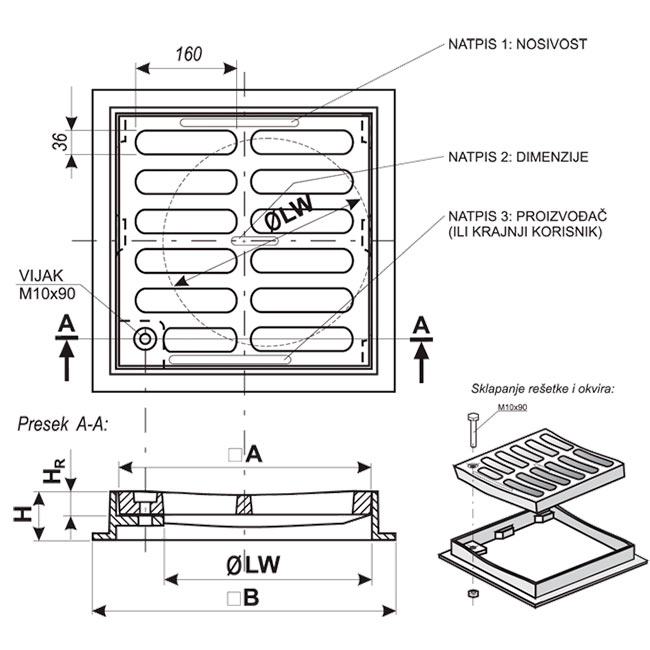 160
NATPIS 1: NOSIVOST
36
NATPIS 2: DIMENZIJE
ØLW
NATPIS 3: PROIZVOĐAČ
(ILI KRAJNJI KORISNIK)
VIJAK
M10x90
A
A
Sklapanje rešetke i okvira:
M10x90
Presek A-A:
□A
HR
H
ØLW
□B